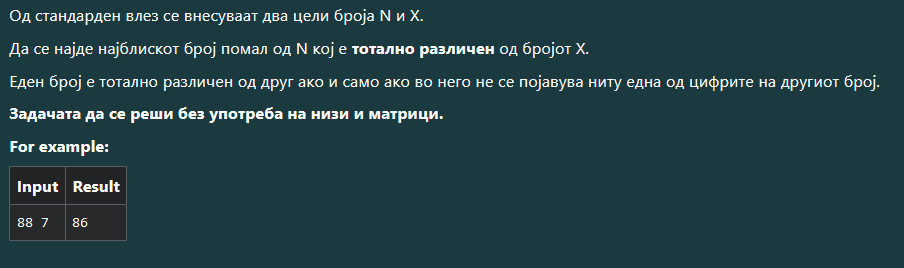 Од стандарден влез се внесуваат два цели броја N и X.
Да се најде најблискот број помал од N кој е тотално различен од бројот X.
Еден број е тотално различен од друг ако и само ако во него не се појавува ниту една од цифрите на другиот број.
Задачата да се реши без употреба на низи и матрици.
For example:
Input Result
88 7 86